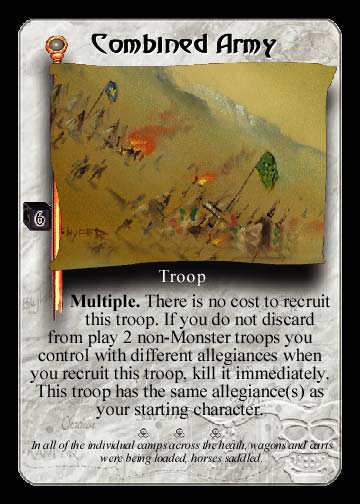 Combined Army
6
Troop
Multiple. There is no cost to recruit
this troop. If you do not discard
from play 2 non-Monster troops you
control with different allegiances when
you recruit this troop, kill it immediately.
This troop has the same allegiance(s) as
your starting character.
In all of the individual camps across the heath, wagons and carts
were being loaded, horses saddled.